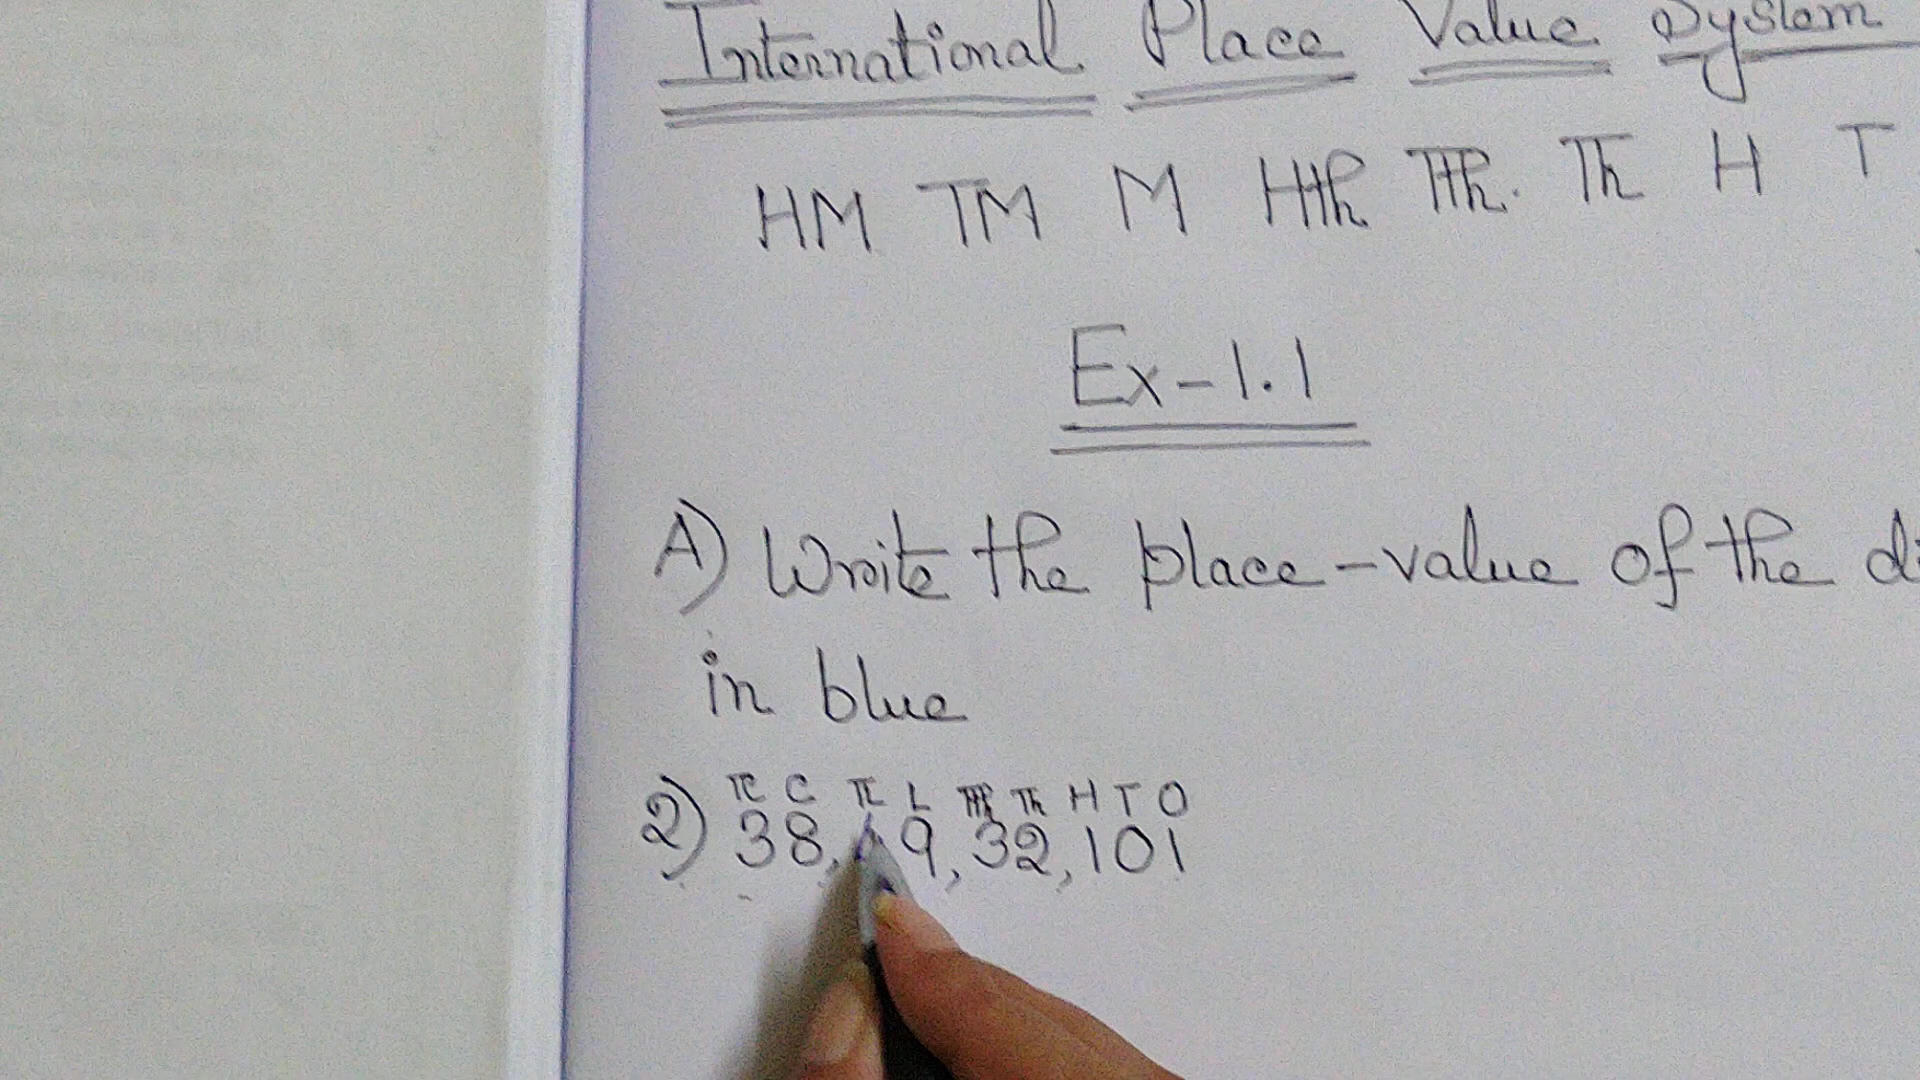 International Place Value System
HM TM M Hth Tth. Th H T
Ex-1.1
A) Write the place-value of the
in blue
TC C TL L Tth Th H T O
2) 38, 9,32,101